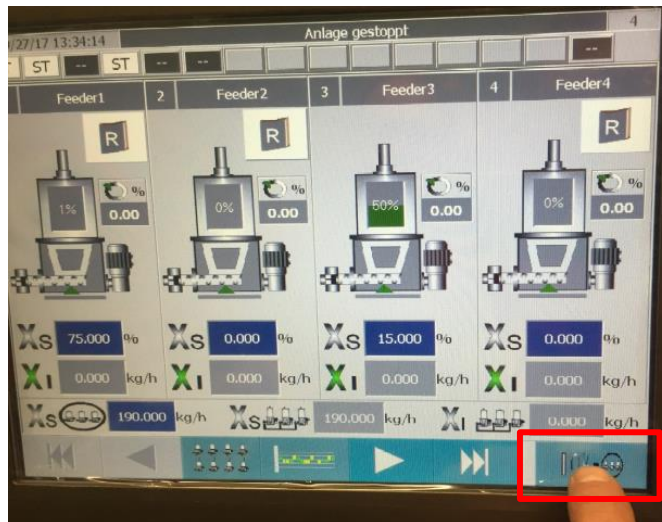 /27/17 13:34:14 Anlage gestoppt 4
ST -- ST -- -- --
Feeder1 2 Feeder2 3 Feeder3 4 Feeder4
R R R
1% % 0.00 0% % 0.00 60% % 0.00 0% % 0.00
XS 75.000 % XS 0.000 % XS 15.000 % XS 0.000 %
XI 0.000 kg/h XI 0.000 kg/h XI 0.000 kg/h XI 0.000 kg/h
XS 190.000 kg/h XS 190.000 kg/h XI 0.000 kg/h